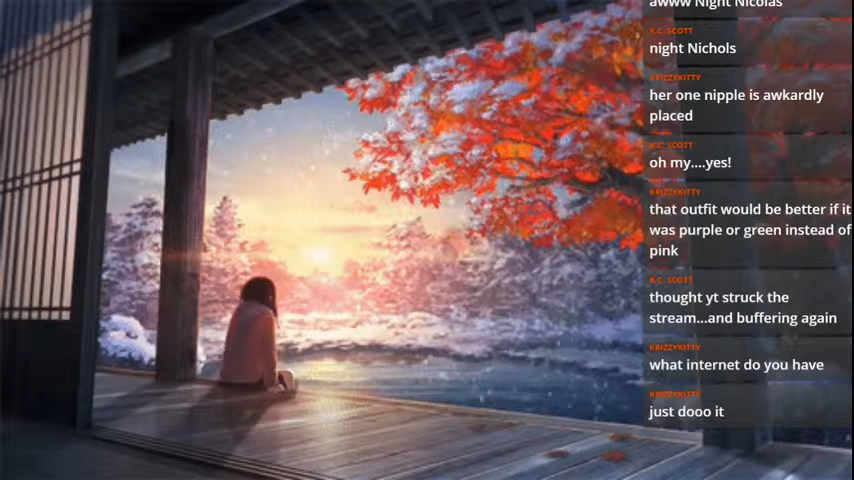 awww Night Nicolas
K.C. SCOTT
night Nichols
KRIZZYKITTY
her one nipple is awkardly
placed
K.C. SCOTT
oh my....yes!
KRIZZYKITTY
that outfit would be better if it
was purple or green instead of
pink
K.C. SCOTT
thought yt struck the
stream...and buffering again
KRIZZYKITTY
what internet do you have
KRIZZYKITTY
just dooo it